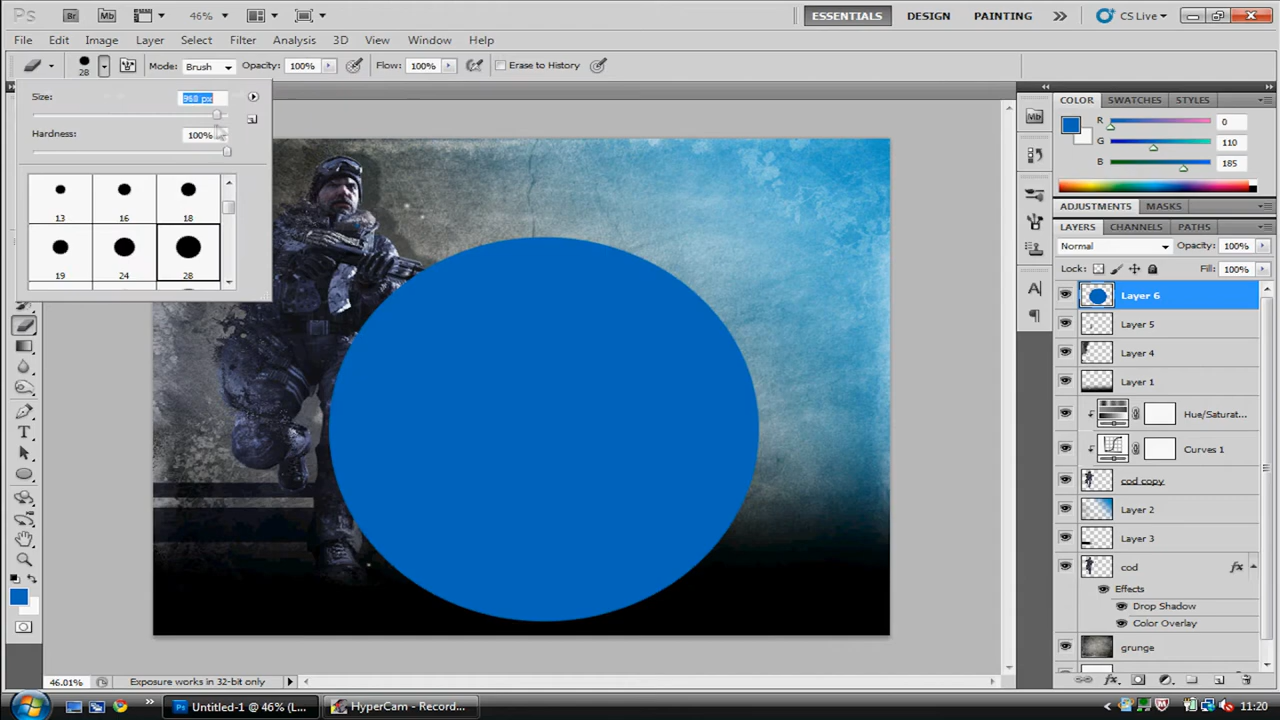 Ps Br Mb 46% ESSENTIALS DESIGN PAINTING CS Live
File Edit Image Layer Select Filter Analysis 3D View Window Help
28 Mode: Brush Opacity: 100% Flow: 100% Erase to History
Size: 968 px
Hardness: 100%
13 16 18
19 24 28
COLOR SWATCHES STYLES
R 0
G 110
B 185
ADJUSTMENTS MASKS
LAYERS CHANNELS PATHS
Normal Opacity: 100%
Lock: Fill: 100%
Layer 6
Layer 5
Layer 4
Layer 1
Hue/Saturat...
Curves 1
cod copy
Layer 2
Layer 3
cod fx
Effects
Drop Shadow
Color Overlay
grunge
46.01% Exposure works in 32-bit only
Untitled-1 @ 46% (L... HyperCam - Record... 11:20